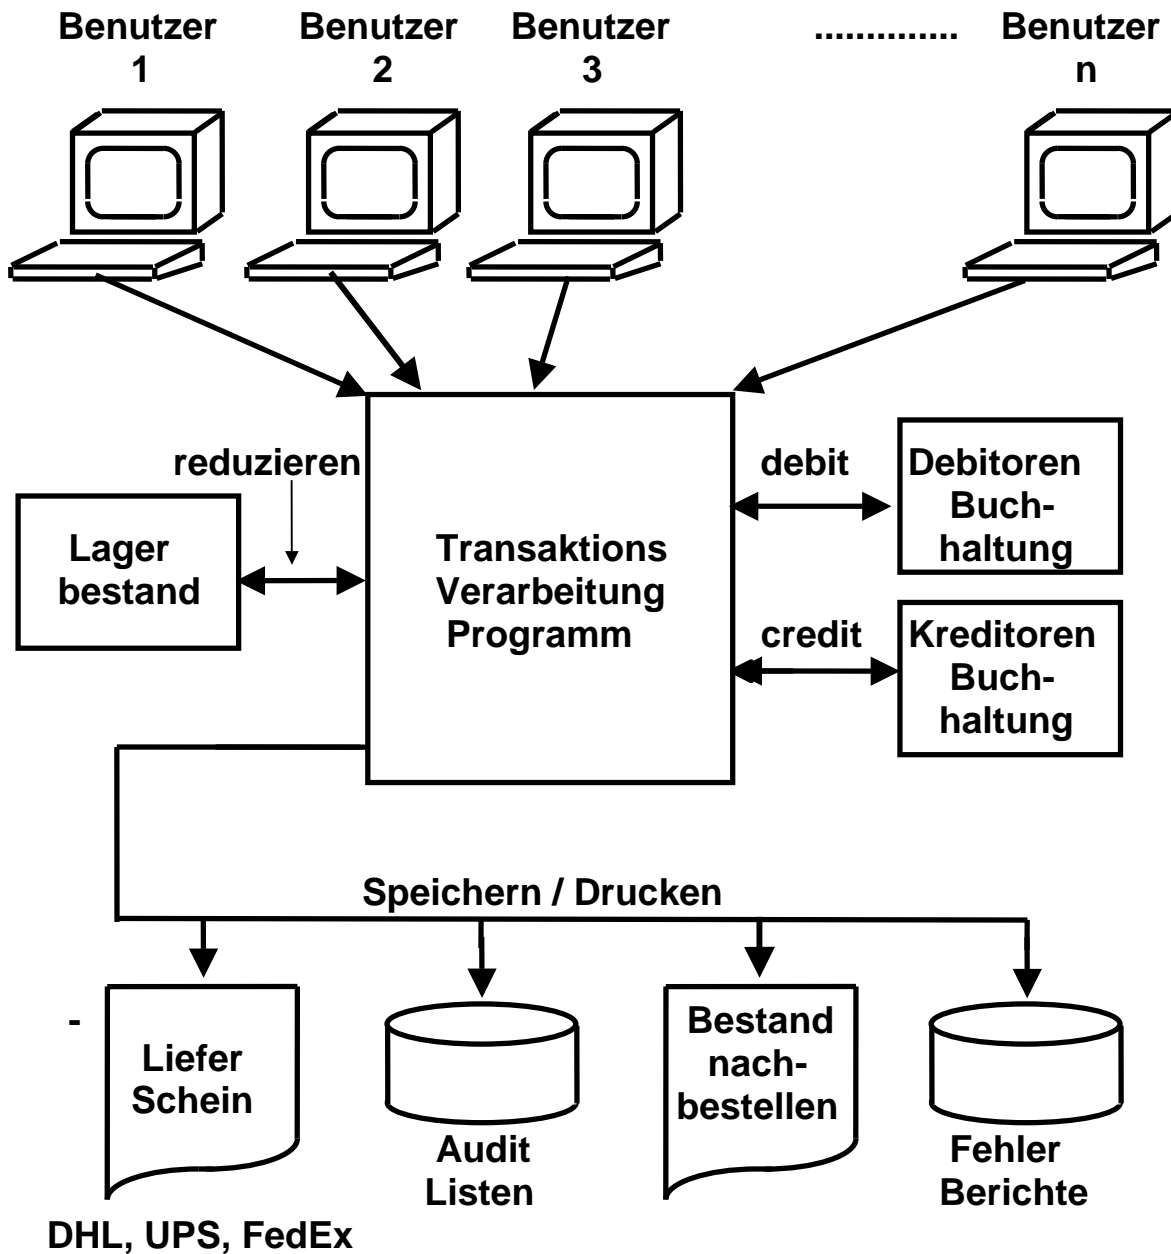 Benutzer Benutzer Benutzer .............. Benutzer
1 2 3 n
reduzieren
debit
Debitoren
Buch-
haltung
Lager
bestand
Transaktions
Verarbeitung
Programm
credit
Kreditoren
Buch-
haltung
Speichern / Drucken
-
Liefer
Schein
Audit
Listen
Bestand
nach-
bestellen
Fehler
Berichte
DHL, UPS, FedEx